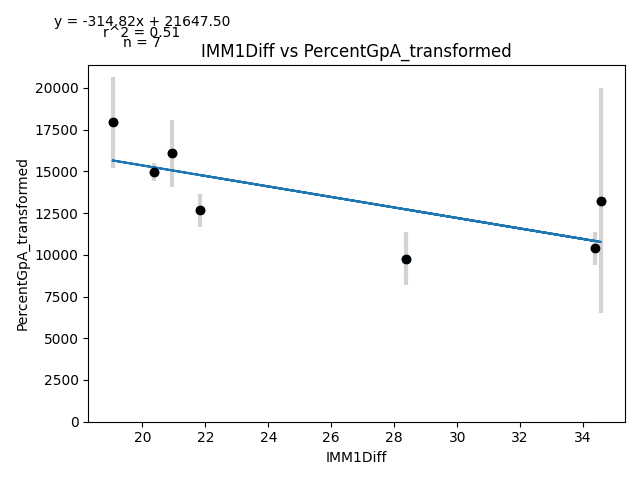 y = -314.82x + 21647.50
r^2 = 0.51
n = 7
IMM1Diff vs PercentGpA_transformed
20000
17500
15000
12500
10000
7500
5000
2500
0
PercentGpA_transformed
20 22 24 26 28 30 32 34
IMM1Diff